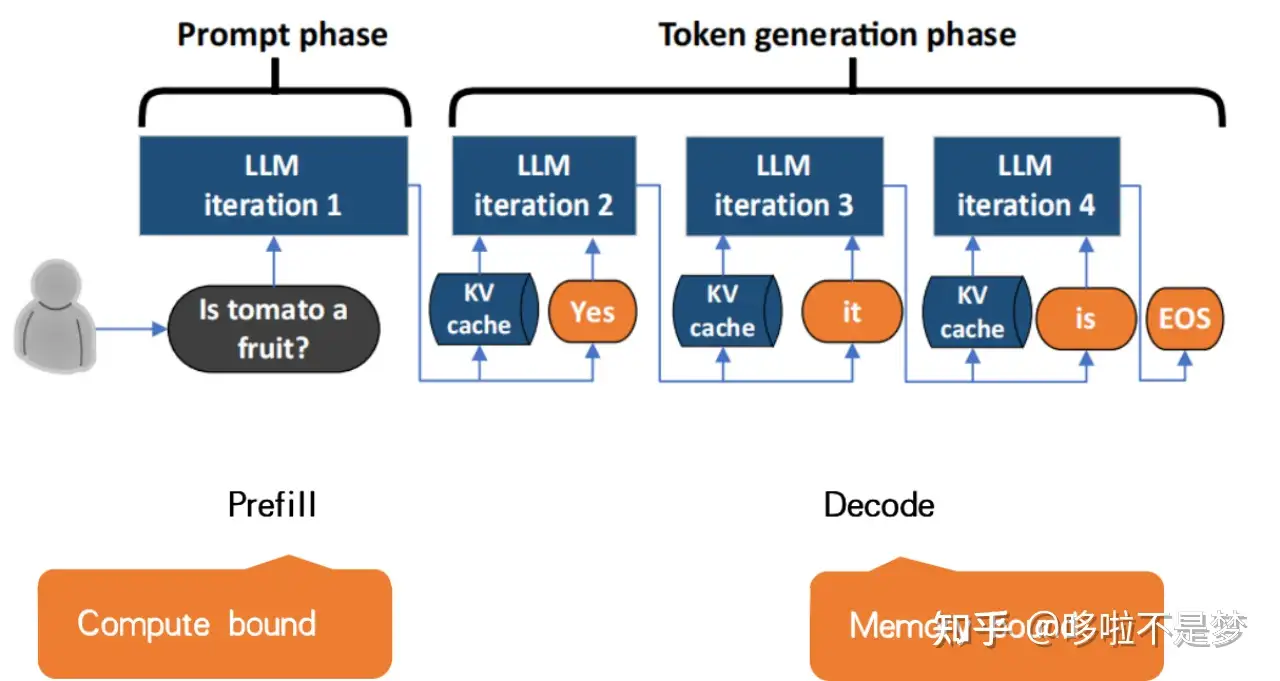 Prompt phase
Token generation phase
LLM
iteration 1
LLM
iteration 2
LLM
iteration 3
LLM
iteration 4
Is tomato a
fruit?
KV
cache
Yes
KV
cache
it
KV
cache
is
EOS
Prefill
Decode
Compute bound
Memory bound
知乎 @哆啦不是梦